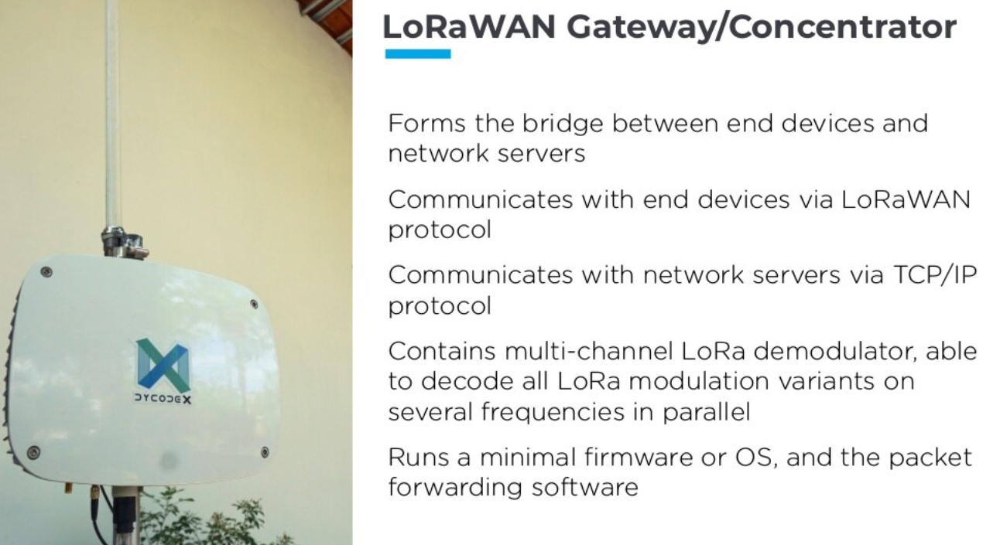 LoRaWAN Gateway/Concentrator
Forms the bridge between end devices and
network servers
Communicates with end devices via LoRaWAN
protocol
Communicates with network servers via TCP/IP
protocol
Contains multi-channel LoRa demodulator, able
to decode all LoRa modulation variants on
several frequencies in parallel
Runs a minimal firmware or OS, and the packet
forwarding software
DYCODEX